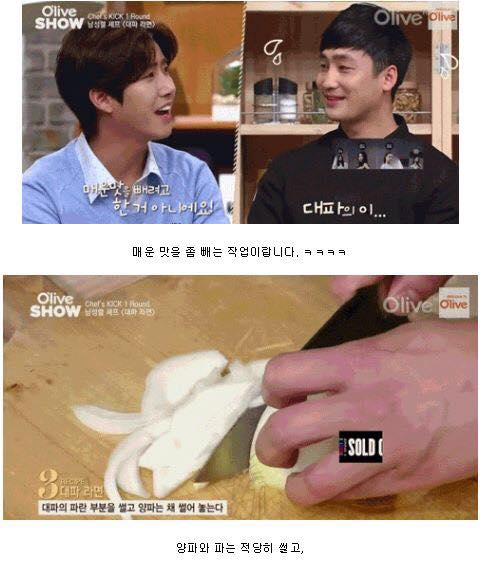 Olive
SHOW
Chef's KICK 1 Round
남성렬 셰프 〈대파 라면〉
Olive Olive
매운맛을 빼려고
한 거 아니에요!
대파의 이...
매운 맛을 좀 빼는 작업이랍니다. ㅋㅋㅋㅋ
Olive
SHOW
Chef's KICK 1 Round
남성렬 셰프 〈대파 라면〉
Olive Olive
SOLD
3 RECIPE
대파 라면
대파의 파란 부분을 썰고 양파는 채 썰어 놓는다
양파와 파는 적당히 썰고,